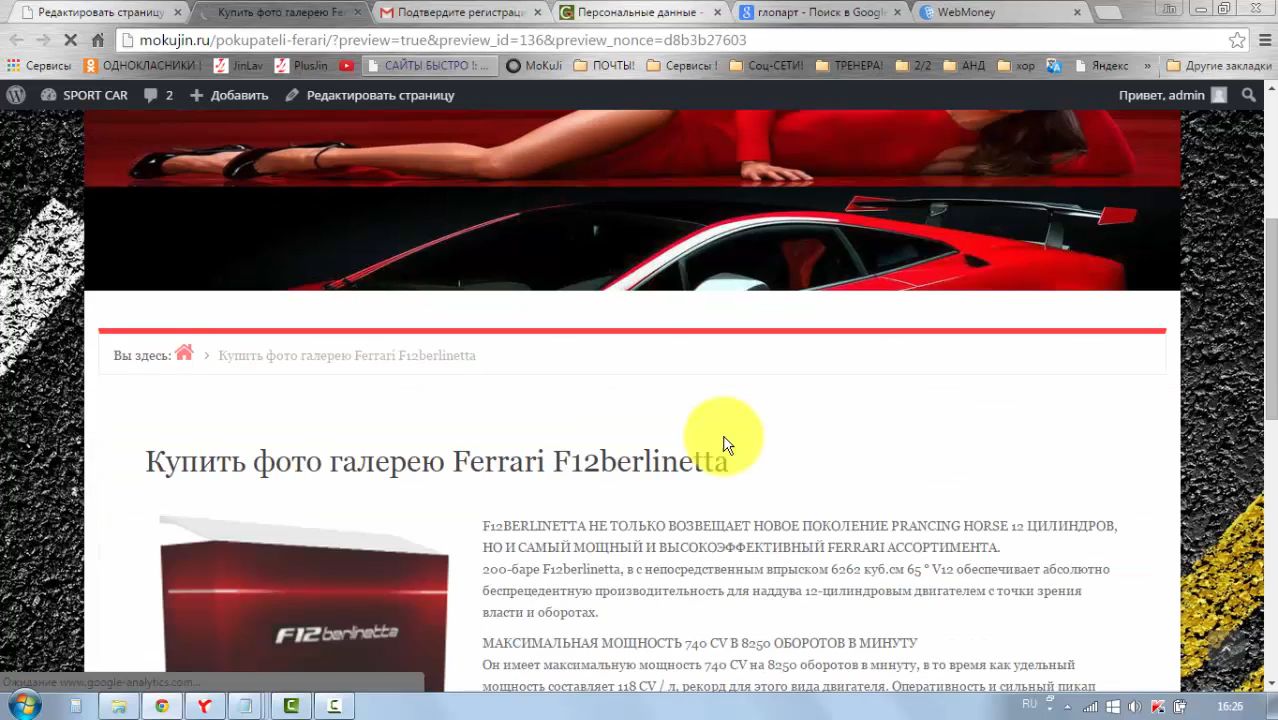 Редактировать страницу
Купить фото галерею Fer
Подтвердите регистраци
Персональные данные -
глопарт - Поиск в Google
WebMoney
mokujin.ru/pokupateli-ferari/?preview=true&preview_id=136&preview_nonce=d8b3b27603
Сервисы ОДНОКЛАСНИКИ JinLav PlusJin САЙТЫ БЫСТРО !: ... MoKuJi ПОЧТЫ! Сервисы ! Соц-СЕТИ! ТРЕНЕРА! 2/2 АНД хор Яндекс » Другие закладки
SPORT CAR 2 Добавить Редактировать страницу Привет, admin
Вы здесь: › Купить фото галерею Ferrari F12berlinetta
Купить фото галерею Ferrari F12berlinetta
F12BERLINETTA НЕ ТОЛЬКО ВОЗВЕЩАЕТ НОВОЕ ПОКОЛЕНИЕ PRANCING HORSE 12 ЦИЛИНДРОВ,
НО И САМЫЙ МОЩНЫЙ И ВЫСОКОЭФФЕКТИВНЫЙ FERRARI АССОРТИМЕНТА.
200-баре F12berlinetta, в с непосредственным впрыском 6262 куб.см 65 ° V12 обеспечивает абсолютно
беспрецедентную производительность для наддува 12-цилиндровым двигателем с точки зрения
власти и оборотах.
F12berlinetta
МАКСИМАЛЬНАЯ МОЩНОСТЬ 740 CV В 8250 ОБОРОТОВ В МИНУТУ
Он имеет максимальную мощность 740 CV на 8250 оборотов в минуту, в то время как удельный
мощность составляет 118 CV / л, рекорд для этого вида двигателя. Оперативность и сильный пикап
Ожидание www.google-analytics.com...
RU 16:26